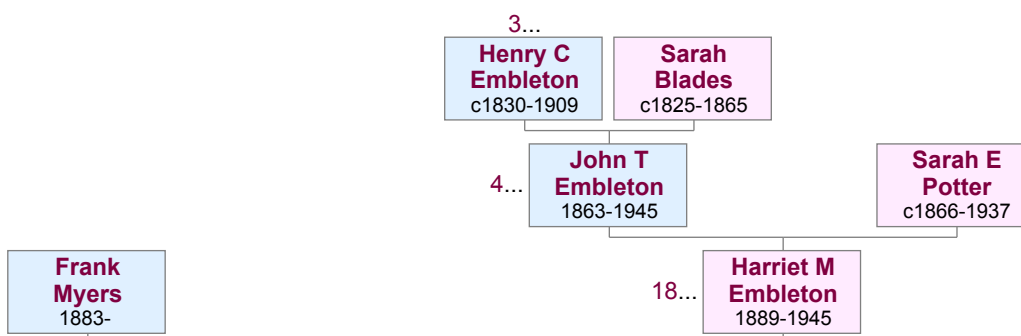 3...
Henry C
Embleton
c1830-1909
Sarah
Blades
c1825-1865
4...
John T
Embleton
1863-1945
Sarah E
Potter
c1866-1937
Frank
Myers
1883-
18...
Harriet M
Embleton
1889-1945